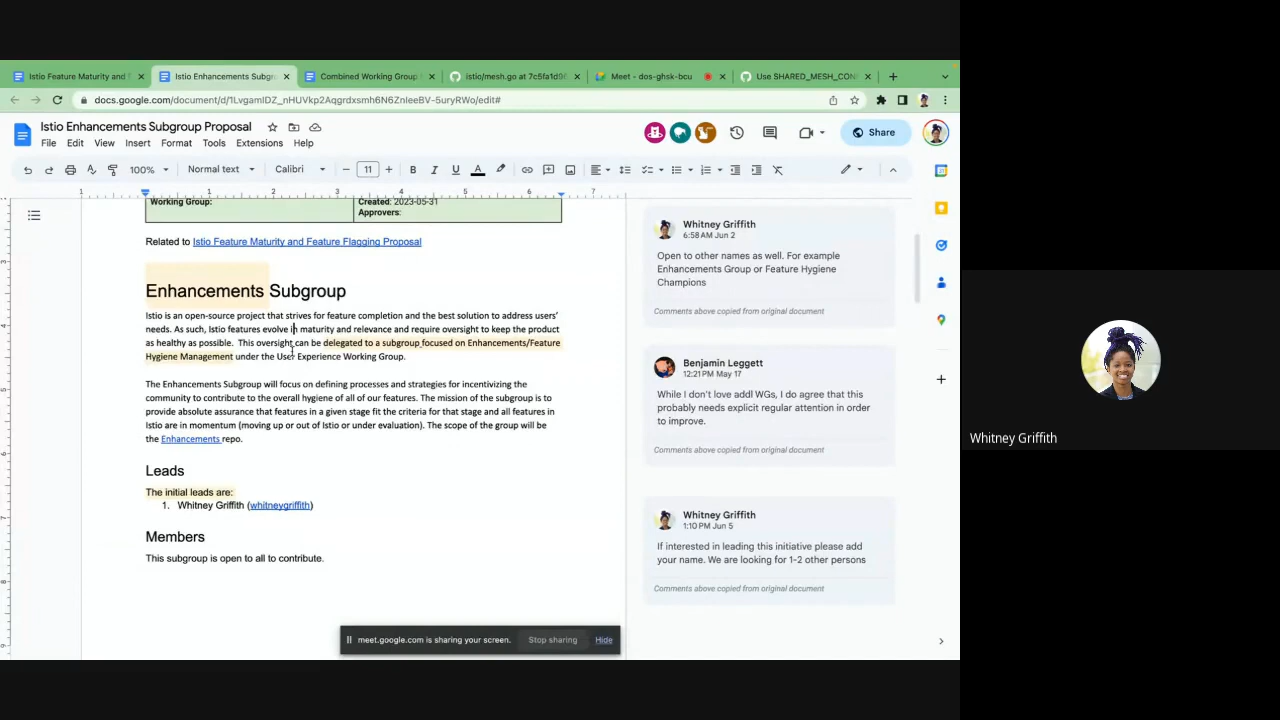 Istio Feature Maturity and
Istio Enhancements Subgro
Combined Working Group
istio/mesh.go at 7c5fa1d9
Meet - dos-ghsk-bcu
Use SHARED_MESH_CON
docs.google.com/document/d/1LvgamIDZ_nHUVkp2Aqgrdxsmh6N6ZnleeBV-5uryRWo/edit#
Istio Enhancements Subgroup Proposal
File Edit View Insert Format Tools Extensions Help
Share
100% Normal text Calibri 11
1 1 2 3 4 5 6 7
Working Group:
Created: 2023-05-31
Approvers:
Related to Istio Feature Maturity and Feature Flagging Proposal
Enhancements Subgroup
Istio is an open-source project that strives for feature completion and the best solution to address users'
needs. As such, Istio features evolve in maturity and relevance and require oversight to keep the product
as healthy as possible. This oversight can be delegated to a subgroup focused on Enhancements/Feature
Hygiene Management under the User Experience Working Group.
The Enhancements Subgroup will focus on defining processes and strategies for incentivizing the
community to contribute to the overall hygiene of all of our features. The mission of the subgroup is to
provide absolute assurance that features in a given stage fit the criteria for that stage and all features in
Istio are in momentum (moving up or out of Istio or under evaluation). The scope of the group will be
the Enhancements repo.
Leads
The initial leads are:
1. Whitney Griffith (whitneygriffith)
Members
This subgroup is open to all to contribute.
Whitney Griffith
6:58 AM Jun 2
Open to other names as well. For example
Enhancements Group or Feature Hygiene
Champions
Comments above copied from original document
Benjamin Leggett
12:21 PM May 17
While I don't love addl WGs, I do agree that this
probably needs explicit regular attention in order
to improve.
Comments above copied from original document
Whitney Griffith
1:10 PM Jun 5
If interested in leading this initiative please add
your name. We are looking for 1-2 other persons
Comments above copied from original document
meet.google.com is sharing your screen. Stop sharing Hide
Whitney Griffith